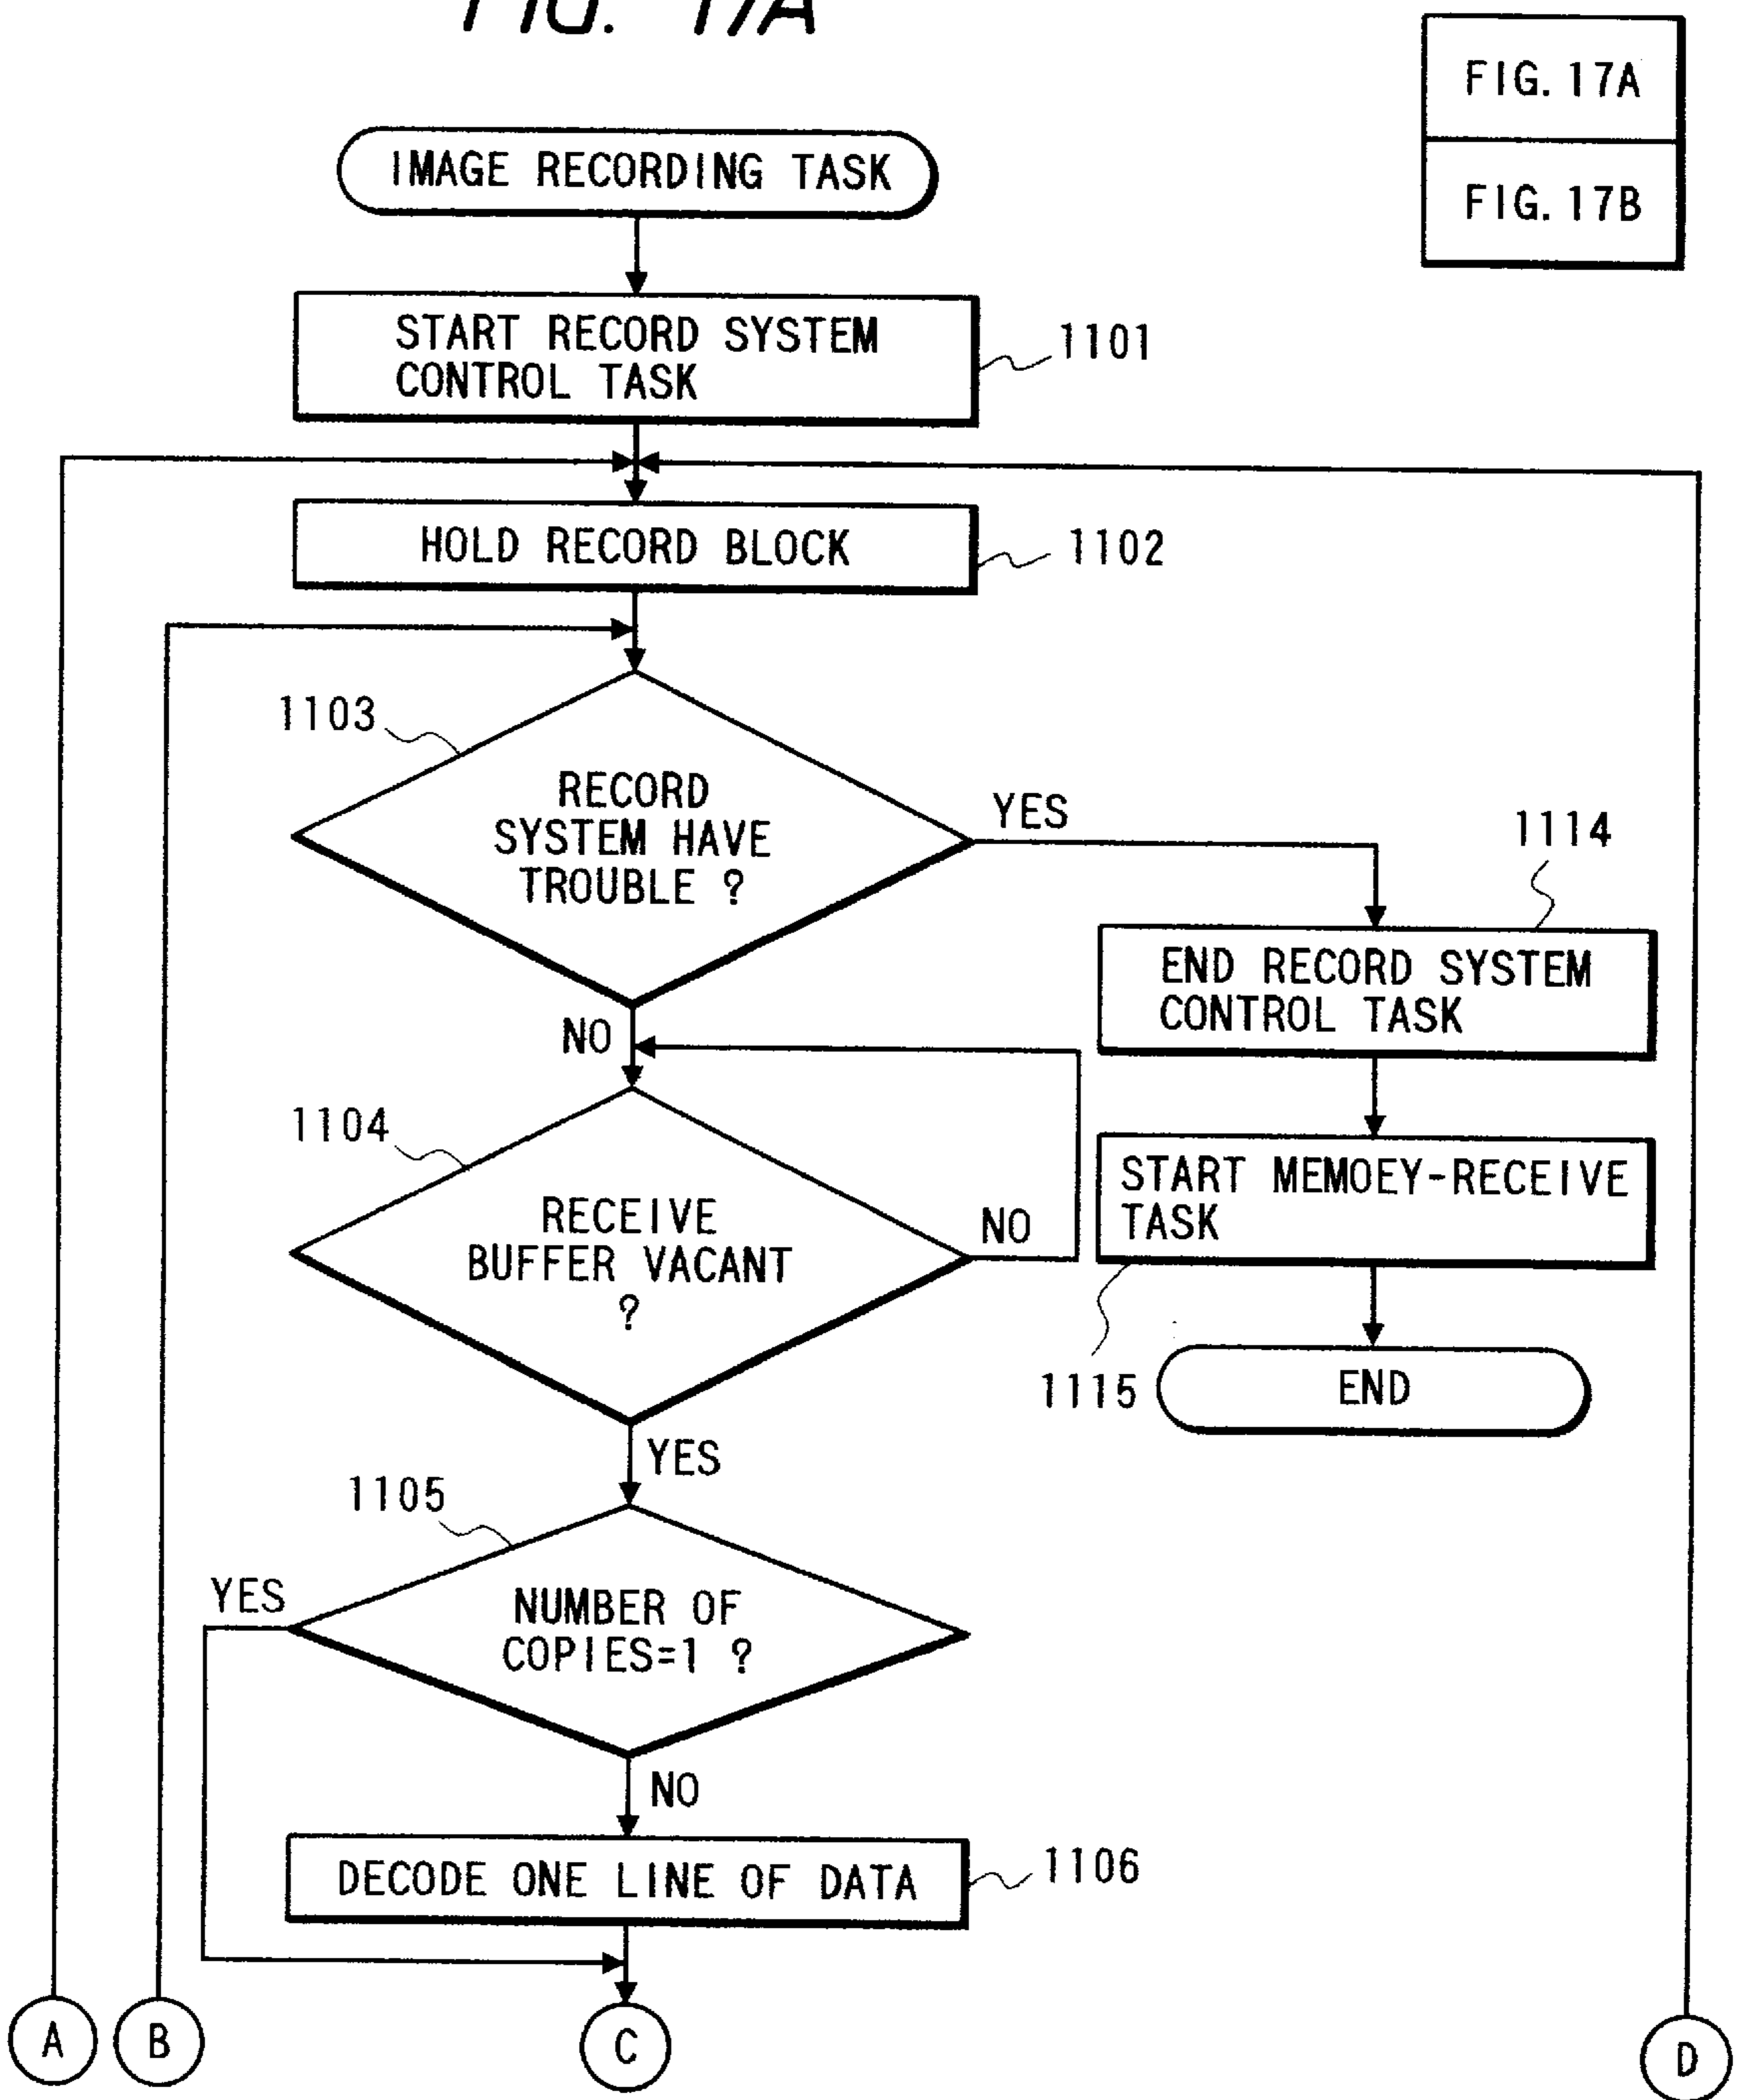 FIG. 17A
FIG. 17A
FIG. 17B
IMAGE RECORDING TASK
START RECORD SYSTEM
CONTROL TASK
1101
HOLD RECORD BLOCK
1102
1103
RECORD
SYSTEM HAVE
TROUBLE ?
YES
NO
1114
END RECORD SYSTEM
CONTROL TASK
START MEMOEY-RECEIVE
TASK
1115
END
1104
RECEIVE
BUFFER VACANT
?
NO
YES
1105
NUMBER OF
COPIES=1 ?
YES
NO
DECODE ONE LINE OF DATA
1106
A
B
C
D